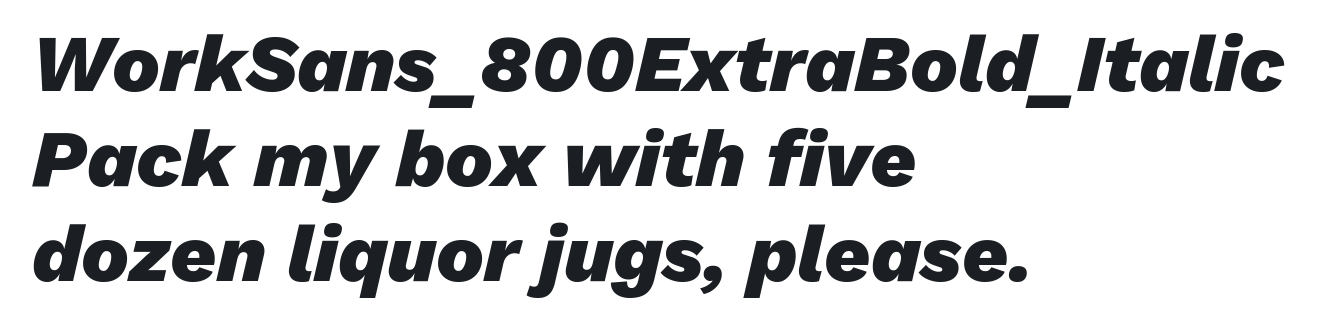 WorkSans_800ExtraBold_Italic
Pack my box with five
dozen liquor jugs, please.